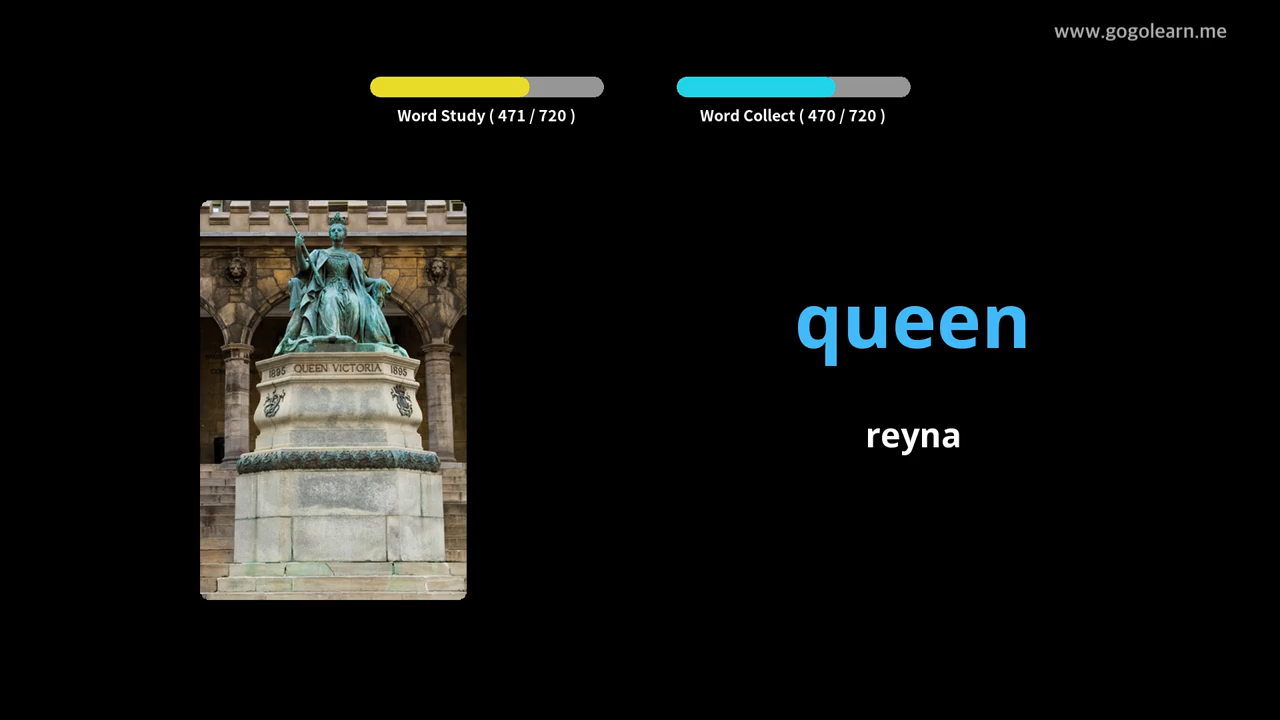 www.gogolearn.me
Word Study ( 471 / 720 )
Word Collect ( 470 / 720 )
1895 QUEEN VICTORIA 1895
queen
reyna